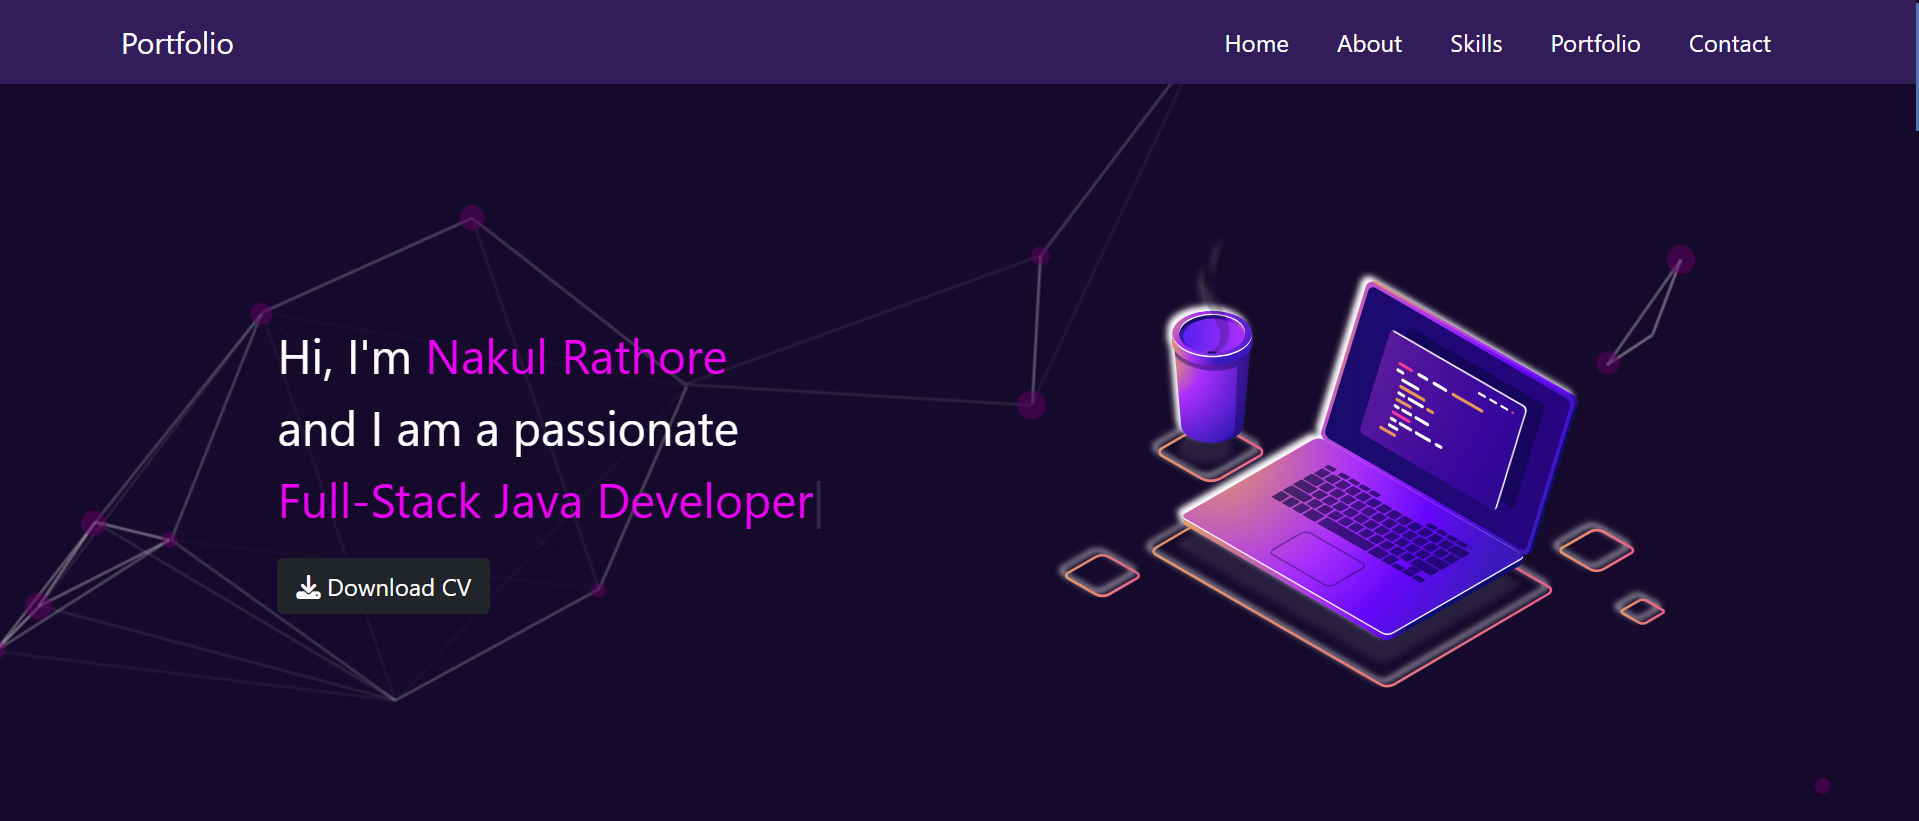 Portfolio
Home About Skills Portfolio Contact
Hi, I'm Nakul Rathore
and I am a passionate
Full-Stack Java Developer
Download CV